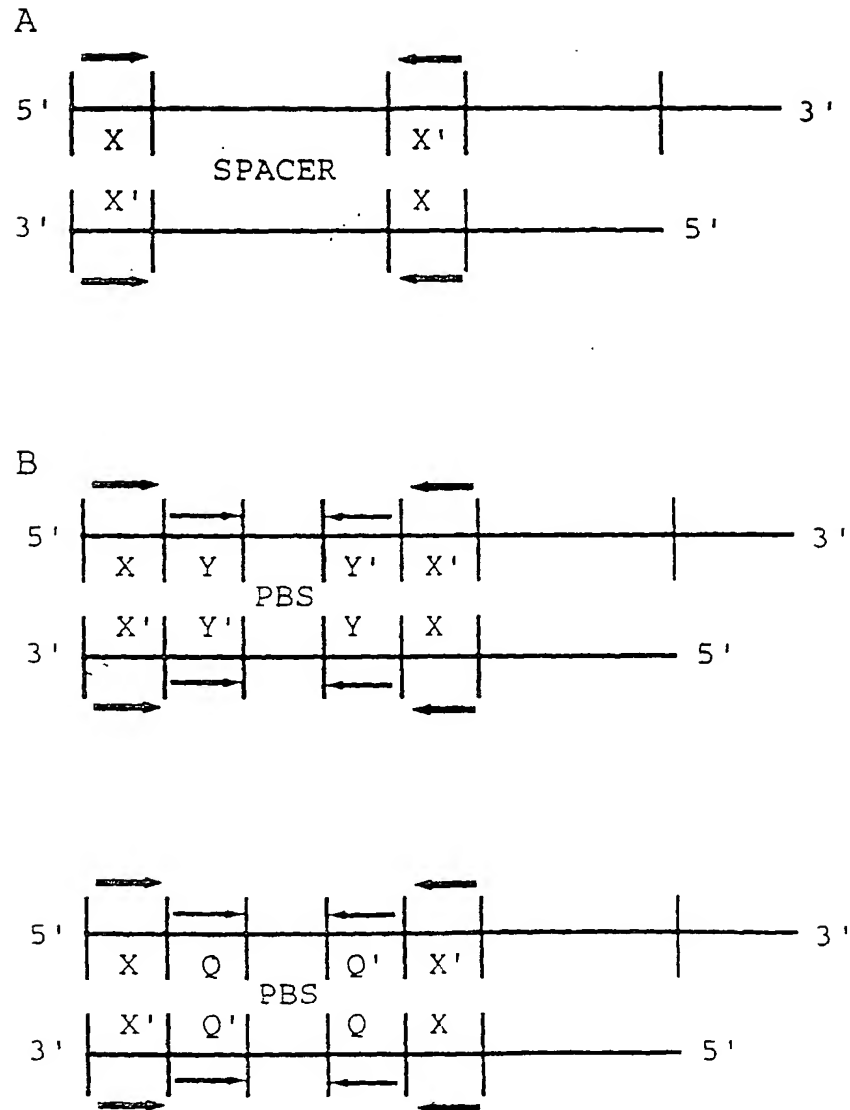 A
5' 3'
X X'
SPACER
X' X
3' 5'
B
5' 3'
X Y Y' X'
PBS
X' Y' Y X
3' 5'
5' 3'
X Q Q' X'
PBS
X' Q' Q X
3' 5'